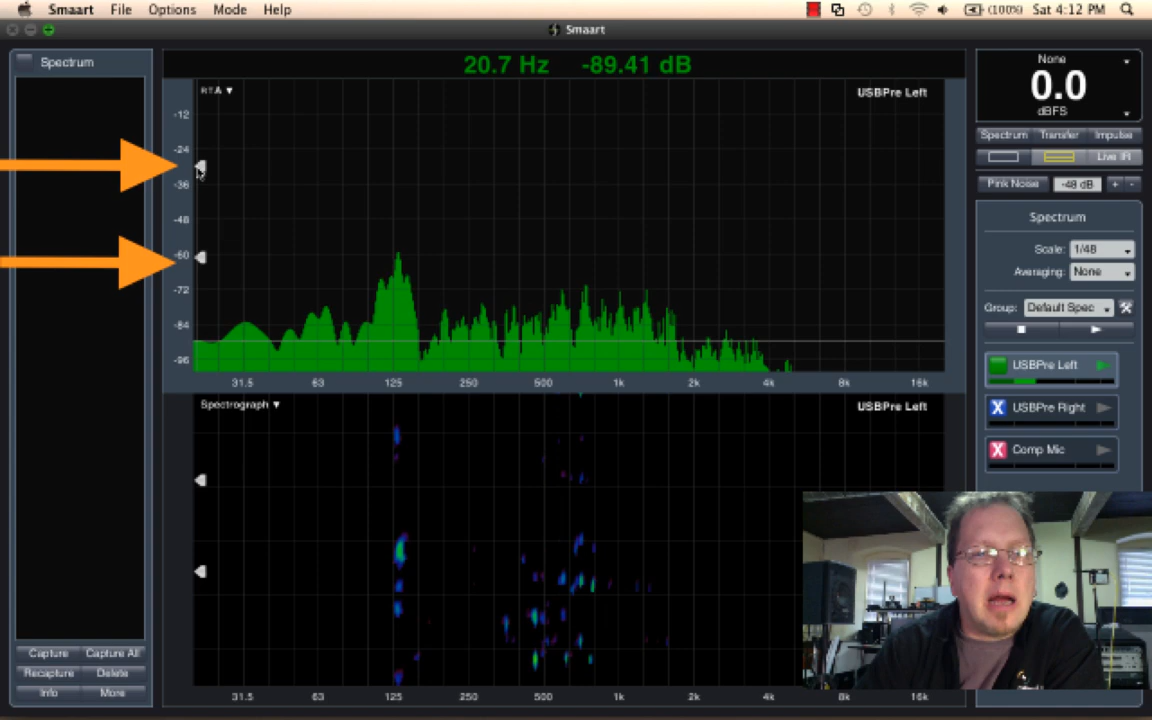 Smaart File Options Mode Help (100%) Sat 4:12 PM
Smaart
Spectrum
20.7 Hz -89.41 dB
RTA ▼ USBPre Left
-12
-24
-36
-48
-60
-72
-84
-96
31.5 63 125 250 500 1k 2k 4k 8k 16k
Spectrograph ▼ USBPre Left
31.5 63 125 250 500 1k 2k 4k 8k 16k
Capture Capture All
Recapture Delete
Info More
None
0.0
dBFS
Spectrum Transfer Impulse
Live IR
Pink Noise -48 dB + -
Spectrum
Scale: 1/48
Averaging: None
Group: Default Spec
USBPre Left
X USBPre Right
X Comp Mic